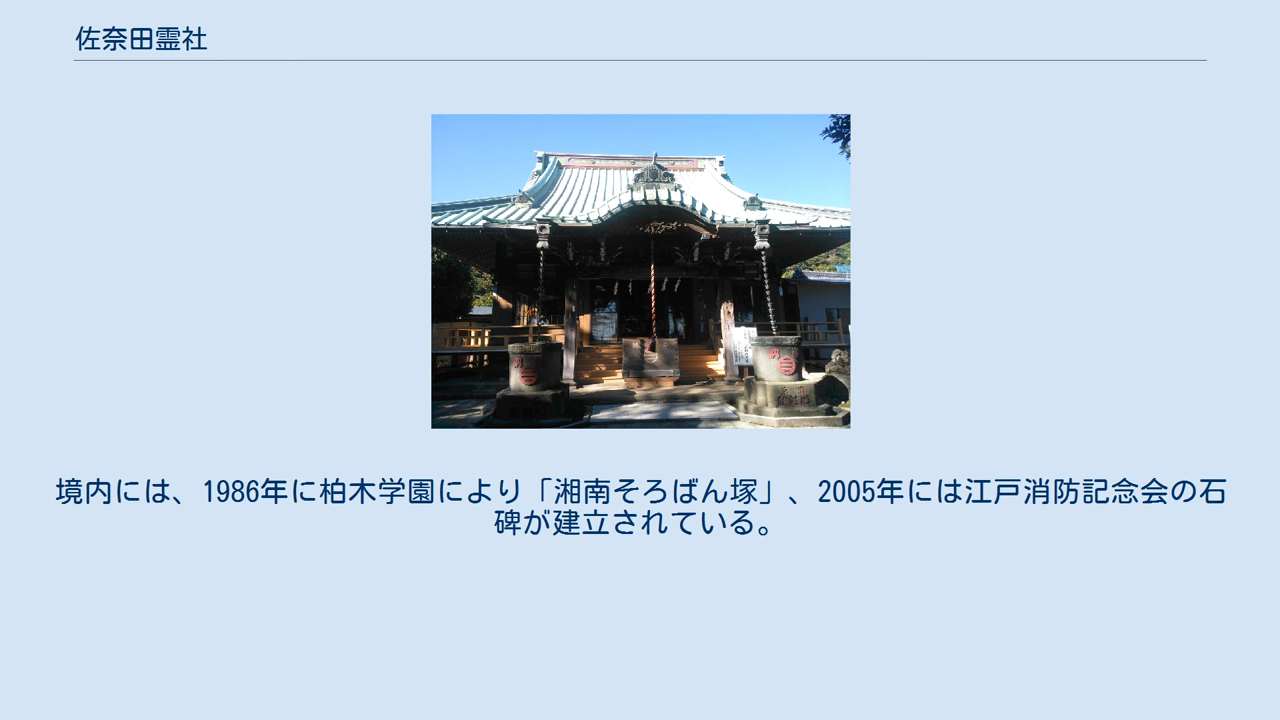 佐奈田霊社
境内には、1986年に柏木学園により「湘南そろばん塚」、2005年には江戸消防記念会の石
碑が建立されている。